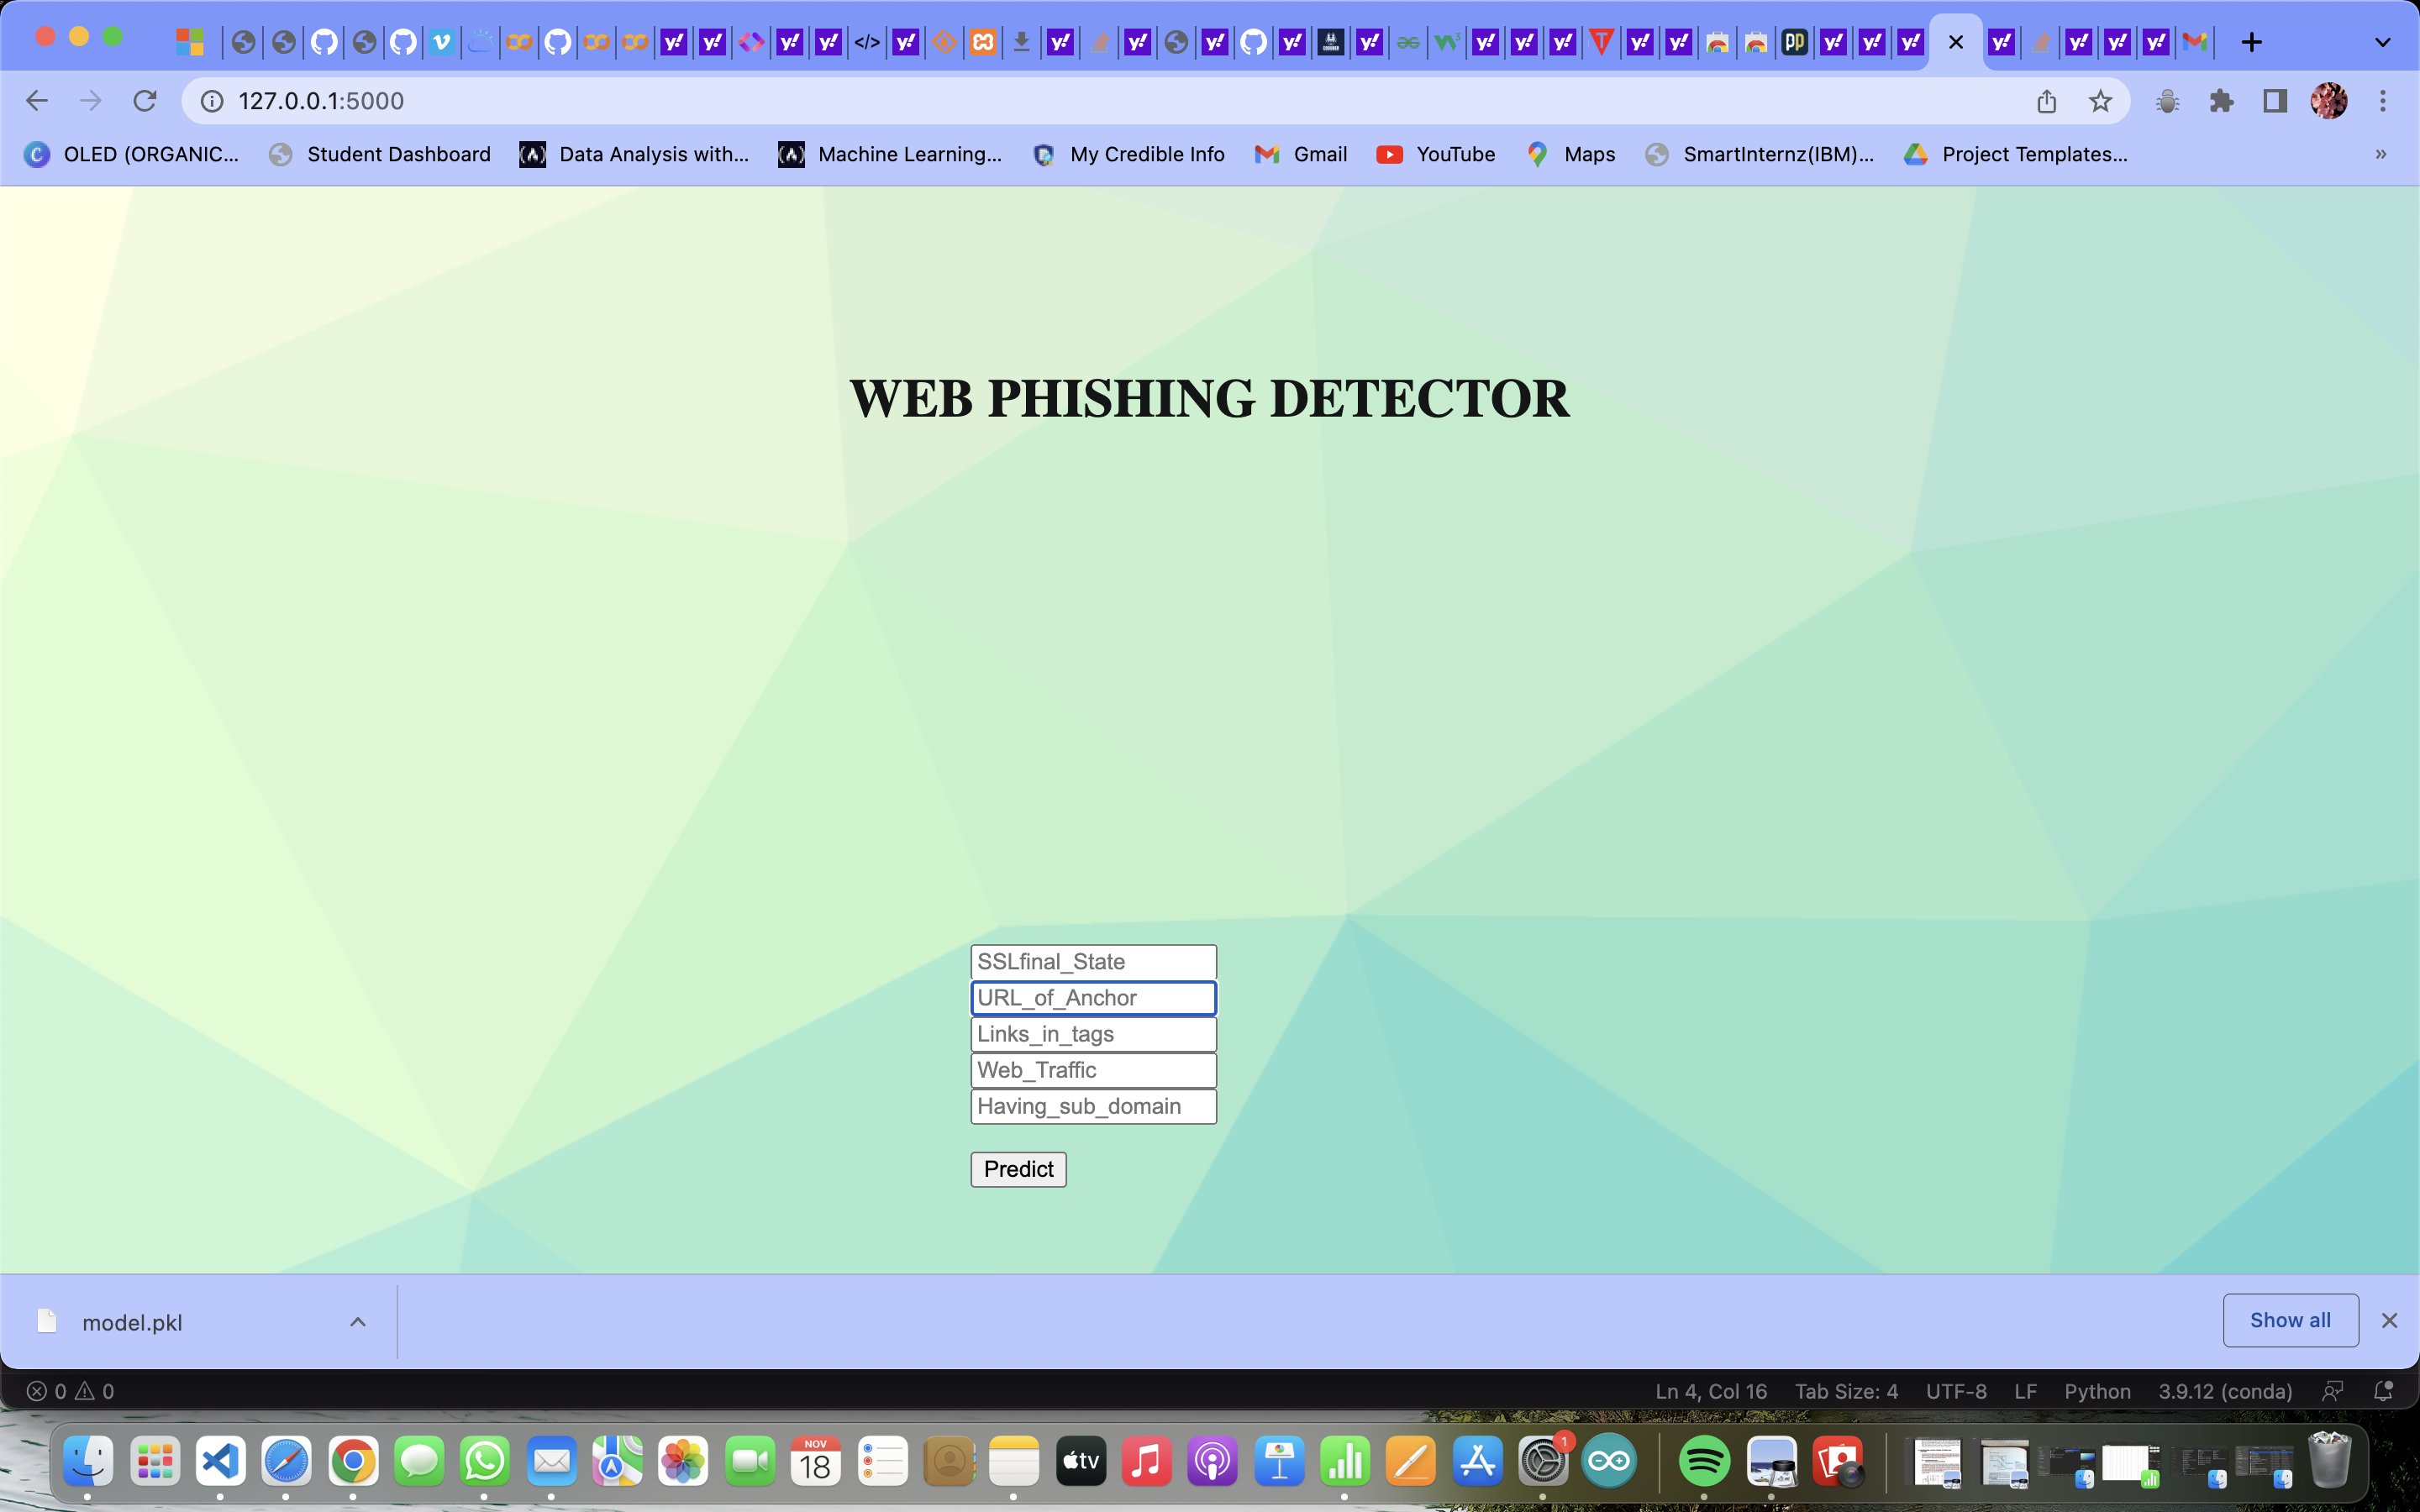 127.0.0.1:5000
OLED (ORGANIC... Student Dashboard Data Analysis with... Machine Learning... My Credible Info Gmail YouTube Maps SmartInternz(IBM)... Project Templates... »
WEB PHISHING DETECTOR
SSLfinal_State
URL_of_Anchor
Links_in_tags
Web_Traffic
Having_sub_domain
Predict
model.pkl Show all
0 0 Ln 4, Col 16 Tab Size: 4 UTF-8 LF Python 3.9.12 (conda)
NOV
18
tv
1